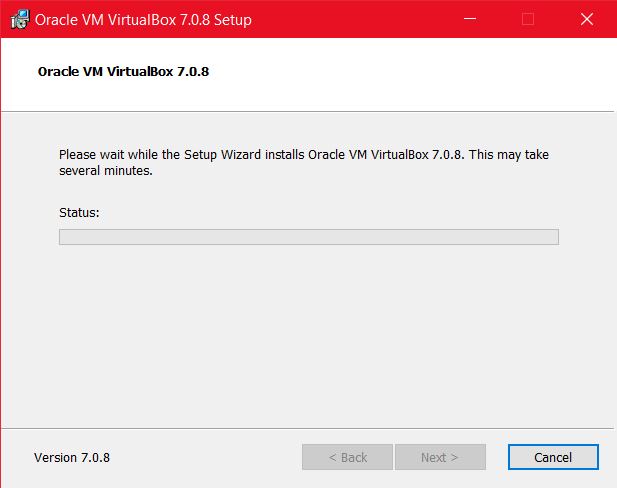 Oracle VM VirtualBox 7.0.8 Setup
Oracle VM VirtualBox 7.0.8
Please wait while the Setup Wizard installs Oracle VM VirtualBox 7.0.8. This may take
several minutes.
Status:
Version 7.0.8
< Back
Next >
Cancel